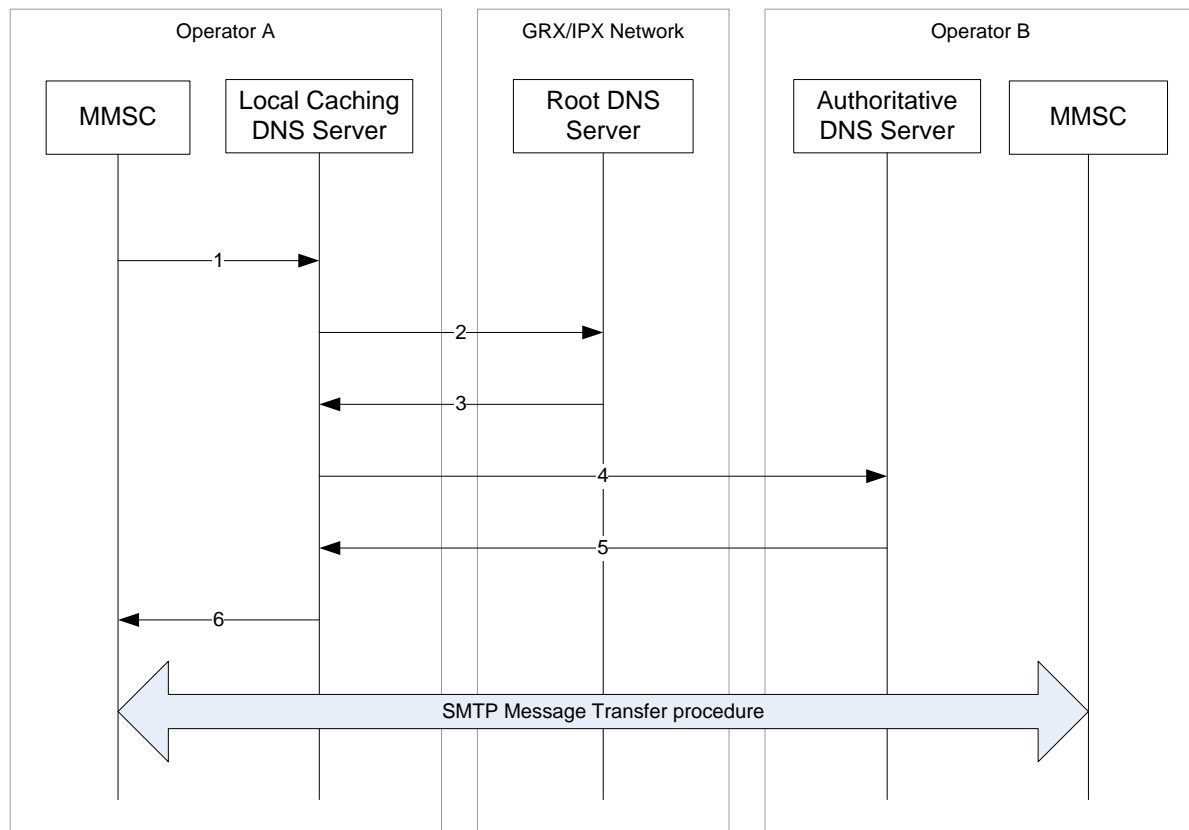 Operator A
GRX/IPX Network
Operator B
MMSC
Local Caching
DNS Server
Root DNS
Server
Authoritative
DNS Server
MMSC
1
2
3
4
5
6
SMTP Message Transfer procedure